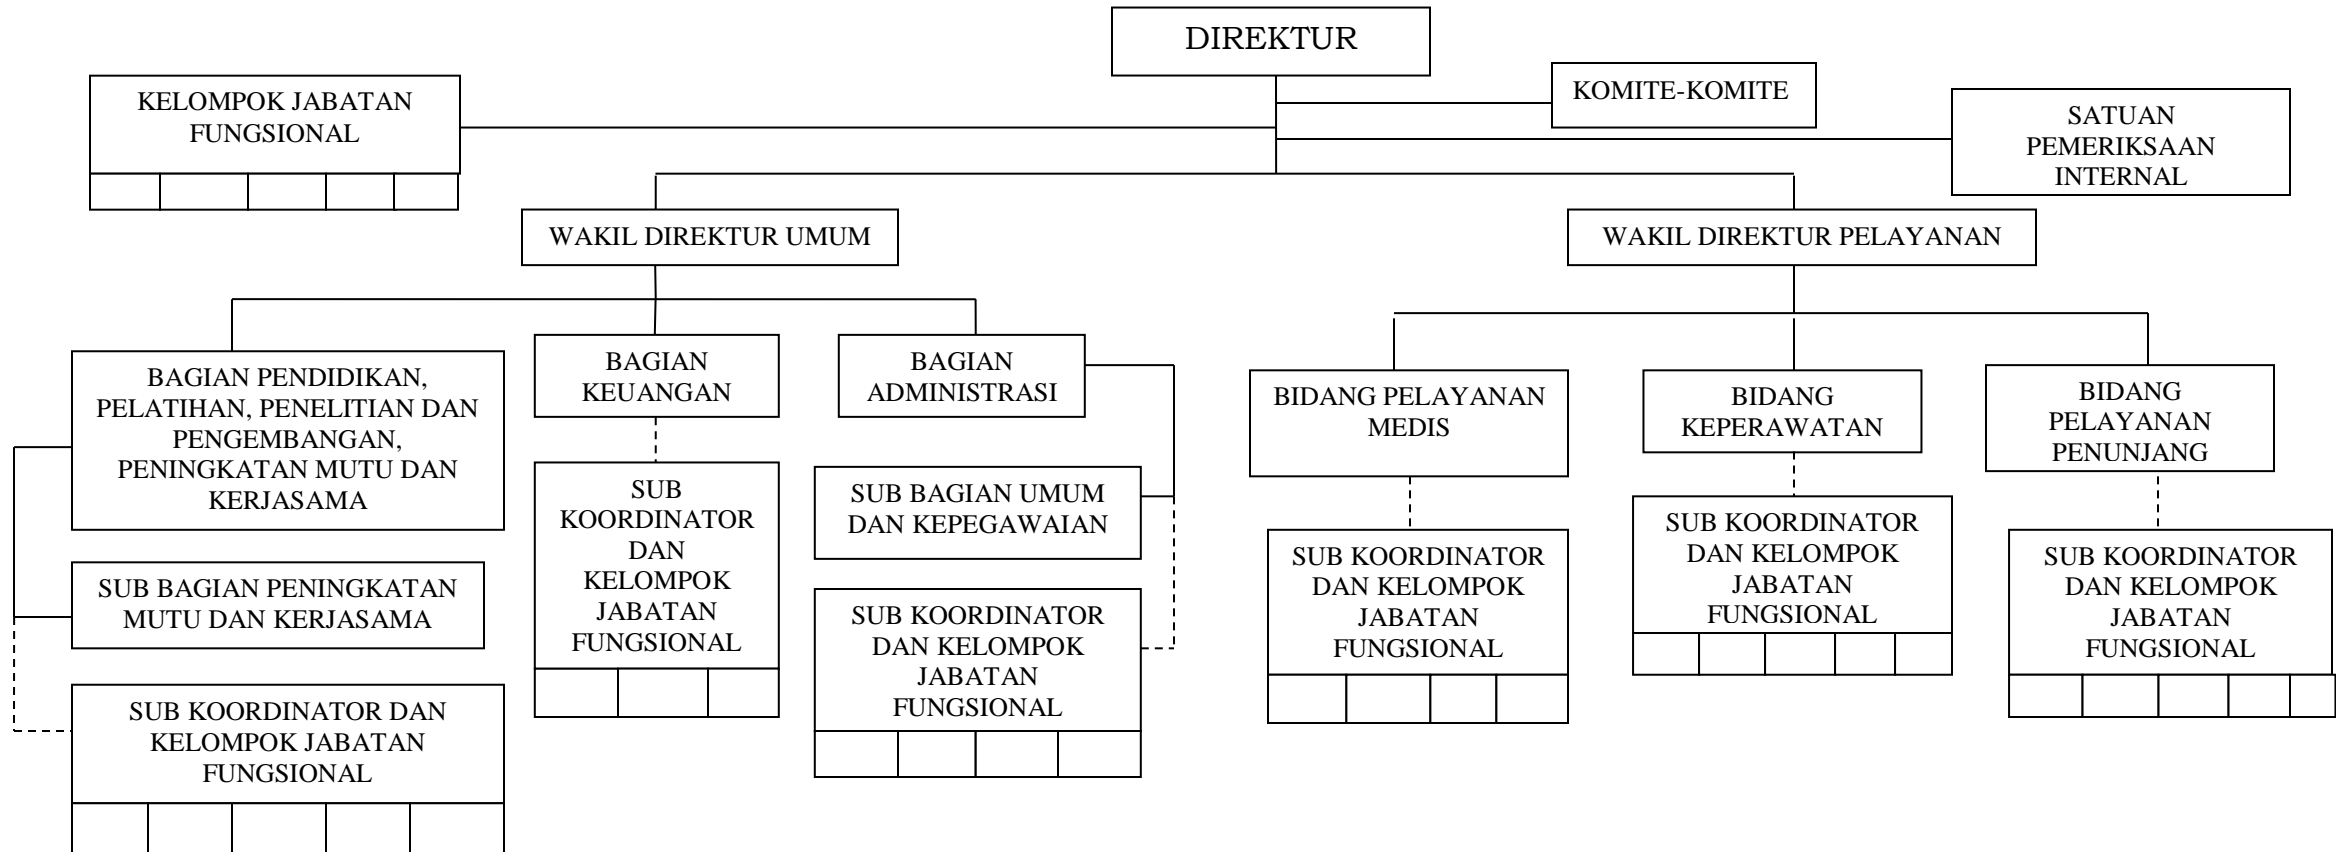 DIREKTUR
KELOMPOK JABATAN
FUNGSIONAL
KOMITE-KOMITE
SATUAN
PEMERIKSAAN
INTERNAL
WAKIL DIREKTUR UMUM
WAKIL DIREKTUR PELAYANAN
BAGIAN PENDIDIKAN,
PELATIHAN, PENELITIAN DAN
PENGEMBANGAN,
PENINGKATAN MUTU DAN
KERJASAMA
BAGIAN
KEUANGAN
BAGIAN
ADMINISTRASI
BIDANG PELAYANAN
MEDIS
BIDANG
KEPERAWATAN
BIDANG
PELAYANAN
PENUNJANG
SUB BAGIAN PENINGKATAN
MUTU DAN KERJASAMA
SUB KOORDINATOR DAN
KELOMPOK JABATAN
FUNGSIONAL
SUB
KOORDINATOR
DAN
KELOMPOK
JABATAN
FUNGSIONAL
SUB BAGIAN UMUM
DAN KEPEGAWAIAN
SUB KOORDINATOR
DAN KELOMPOK
JABATAN
FUNGSIONAL
SUB KOORDINATOR
DAN KELOMPOK
JABATAN
FUNGSIONAL
SUB KOORDINATOR
DAN KELOMPOK
JABATAN
FUNGSIONAL
SUB KOORDINATOR
DAN KELOMPOK
JABATAN
FUNGSIONAL